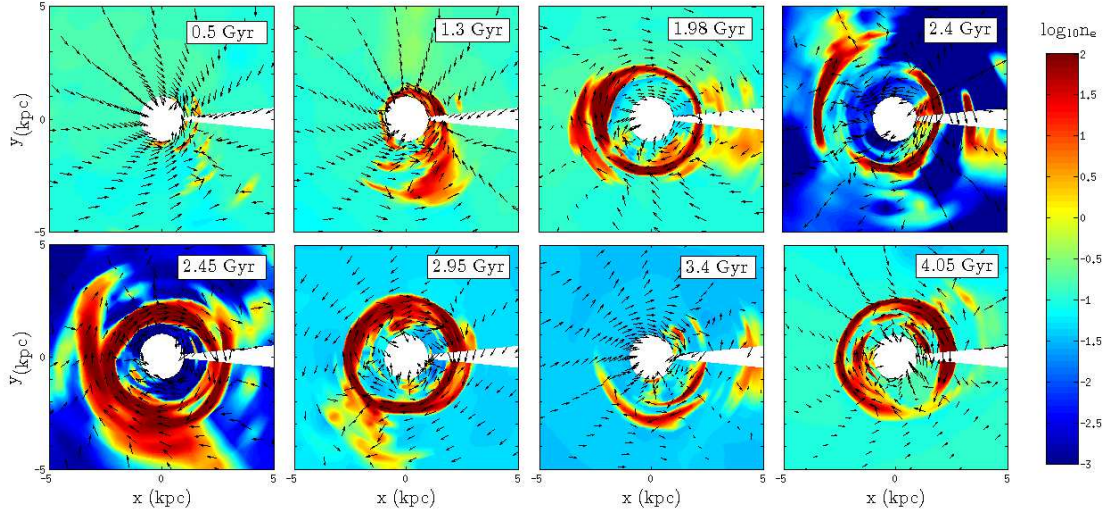 log₁₀nₑ
5
0.5 Gyr
1.3 Gyr
1.98 Gyr
2.4 Gyr
y(kpc)
0
-5
2
1.5
1
0.5
0
-0.5
-1
-1.5
-2
-2.5
-3
5
2.45 Gyr
2.95 Gyr
3.4 Gyr
4.05 Gyr
y(kpc)
0
-5
-5 0 5 -5 0 5 -5 0 5 -5 0 5
x (kpc) x (kpc) x (kpc) x (kpc)